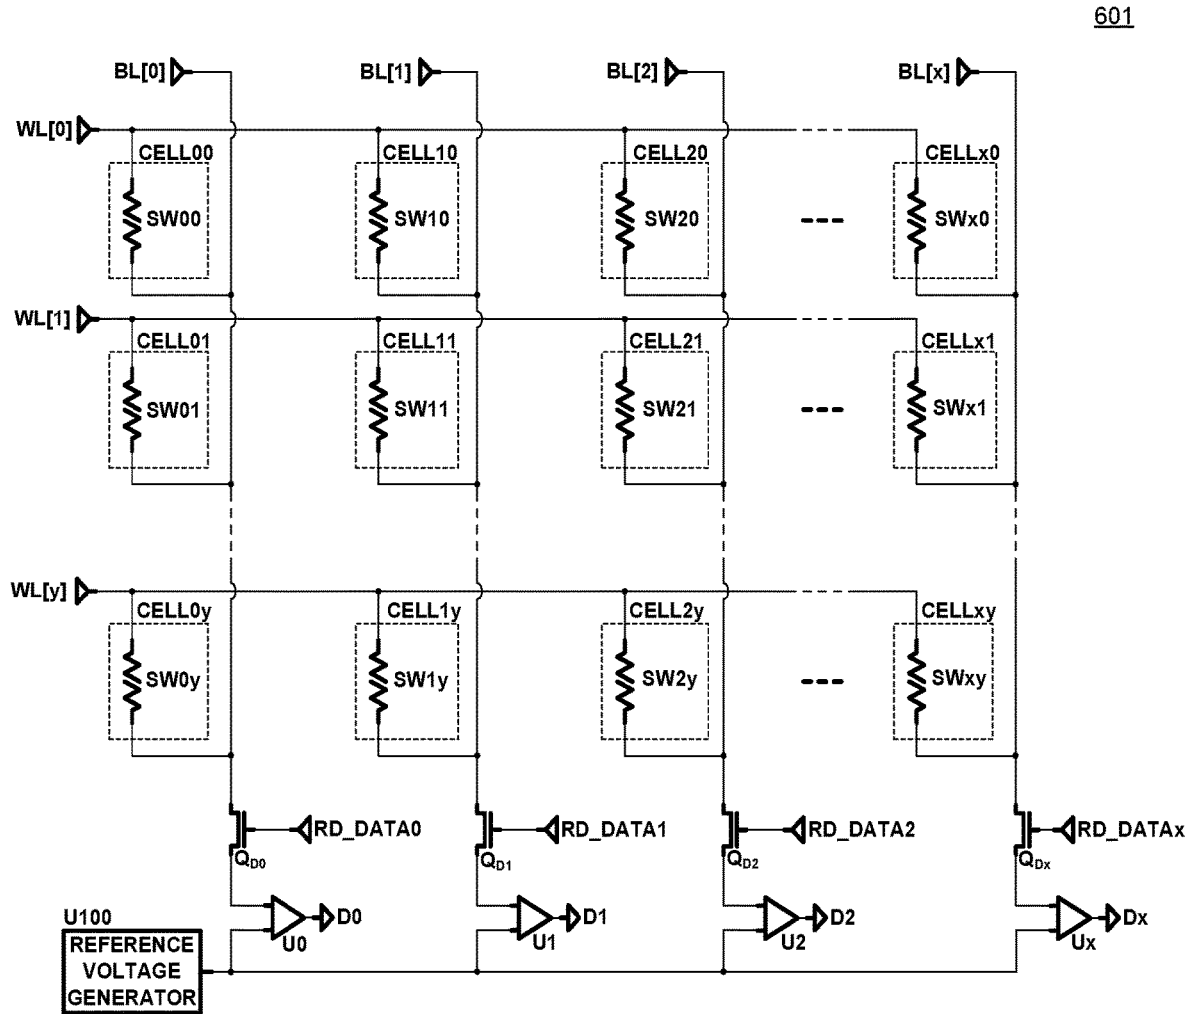 601
BL[0] BL[1] BL[2] BL[x]
WL[0]
CELL00 CELL10 CELL20 CELLx0
SW00 SW10 SW20 SWx0
WL[1]
CELL01 CELL11 CELL21 CELLx1
SW01 SW11 SW21 SWx1
WL[y]
CELL0y CELL1y CELL2y CELLxy
SW0y SW1y SW2y SWxy
RD_DATA0 RD_DATA1 RD_DATA2 RD_DATAx
QD0 QD1 QD2 QDx
U100 D0 D1 D2 Dx
U0 U1 U2 Ux
REFERENCE
VOLTAGE
GENERATOR